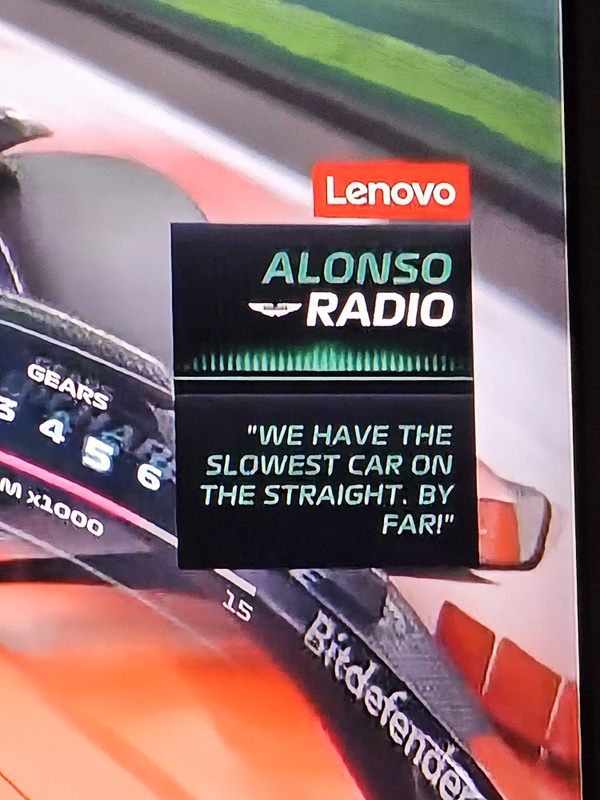 Lenovo
ALONSO
RADIO
"WE HAVE THE
SLOWEST CAR ON
THE STRAIGHT. BY
FAR!"
GEARS
3 4 5 6
M x1000
15
Bitdefender